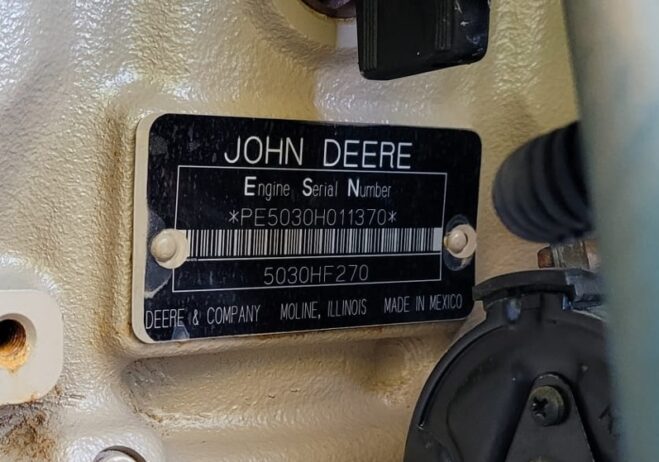 JOHN DEERE
Engine Serial Number
*PE5030H011370*
5030HF270
DEERE & COMPANY MOLINE, ILLINOIS MADE IN MEXICO